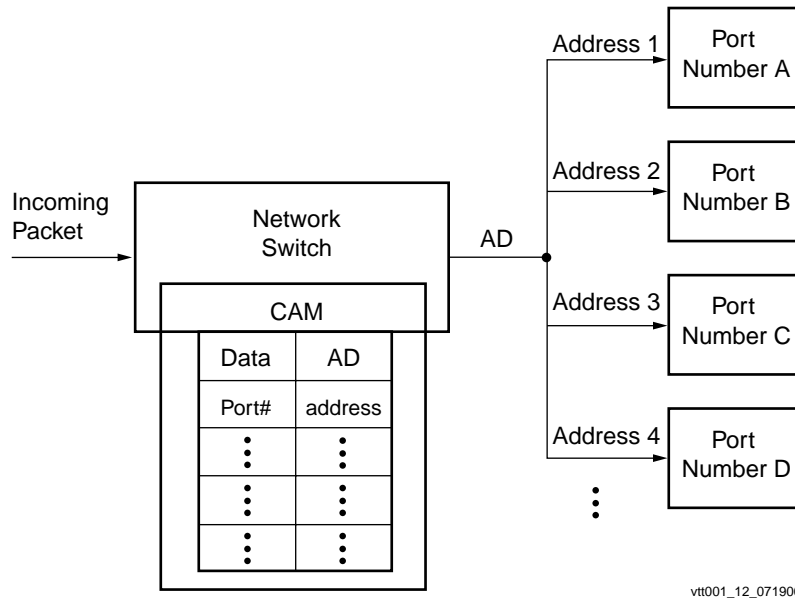 Incoming
Packet
Network
Switch
CAM
Data AD
Port# address
AD
Address 1
Port
Number A
Address 2
Port
Number B
Address 3
Port
Number C
Address 4
Port
Number D